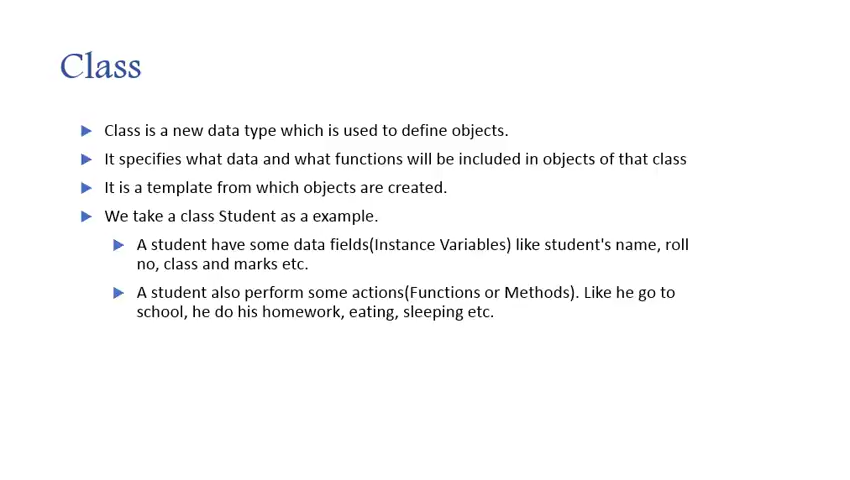 Class
Class is a new data type which is used to define objects.
It specifies what data and what functions will be included in objects of that class
It is a template from which objects are created.
We take a class Student as a example.
A student have some data fields(Instance Variables) like student's name, roll
no, class and marks etc.
A student also perform some actions(Functions or Methods). Like he go to
school, he do his homework, eating, sleeping etc.